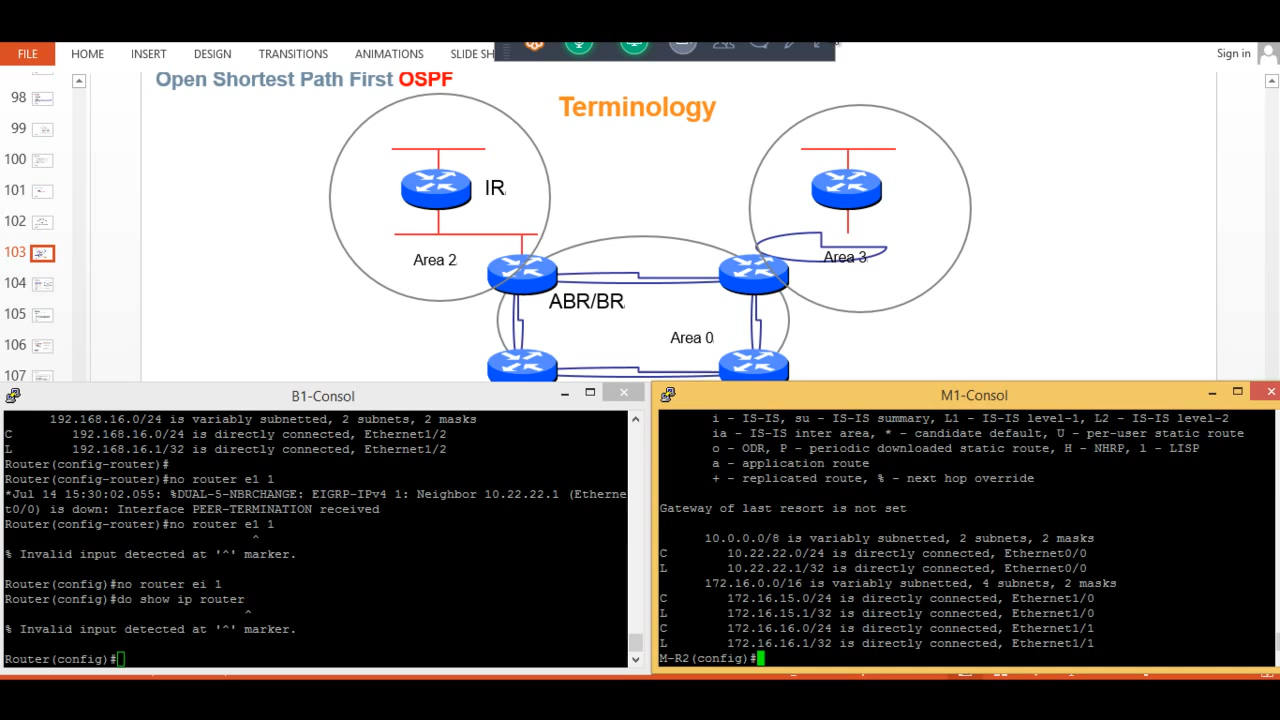 FILE HOME INSERT DESIGN TRANSITIONS ANIMATIONS SLIDE SH Sign in
98
99
100
101
102
103
104
105
106
107
Open Shortest Path First OSPF
Terminology
IR
Area 2
Area 3
ABR/BR
Area 0
B1-Consol
192.168.16.0/24 is variably subnetted, 2 subnets, 2 masks
C 192.168.16.0/24 is directly connected, Ethernet1/2
L 192.168.16.1/32 is directly connected, Ethernet1/2
Router(config-router)#
Router(config-router)#no router e1 1
*Jul 14 15:30:02.055: %DUAL-5-NBRCHANGE: EIGRP-IPv4 1: Neighbor 10.22.22.1 (Etherne
t0/0) is down: Interface PEER-TERMINATION received
Router(config-router)#no router e1 1
^
% Invalid input detected at '^' marker.
Router(config)#no router ei 1
Router(config)#do show ip router
^
% Invalid input detected at '^' marker.
Router(config)#
M1-Consol
i - IS-IS, su - IS-IS summary, L1 - IS-IS level-1, L2 - IS-IS level-2
ia - IS-IS inter area, * - candidate default, U - per-user static route
o - ODR, P - periodic downloaded static route, H - NHRP, l - LISP
a - application route
+ - replicated route, % - next hop override
Gateway of last resort is not set
10.0.0.0/8 is variably subnetted, 2 subnets, 2 masks
C 10.22.22.0/24 is directly connected, Ethernet0/0
L 10.22.22.1/32 is directly connected, Ethernet0/0
172.16.0.0/16 is variably subnetted, 4 subnets, 2 masks
C 172.16.15.0/24 is directly connected, Ethernet1/0
L 172.16.15.1/32 is directly connected, Ethernet1/0
C 172.16.16.0/24 is directly connected, Ethernet1/1
L 172.16.16.1/32 is directly connected, Ethernet1/1
M-R2(config)#